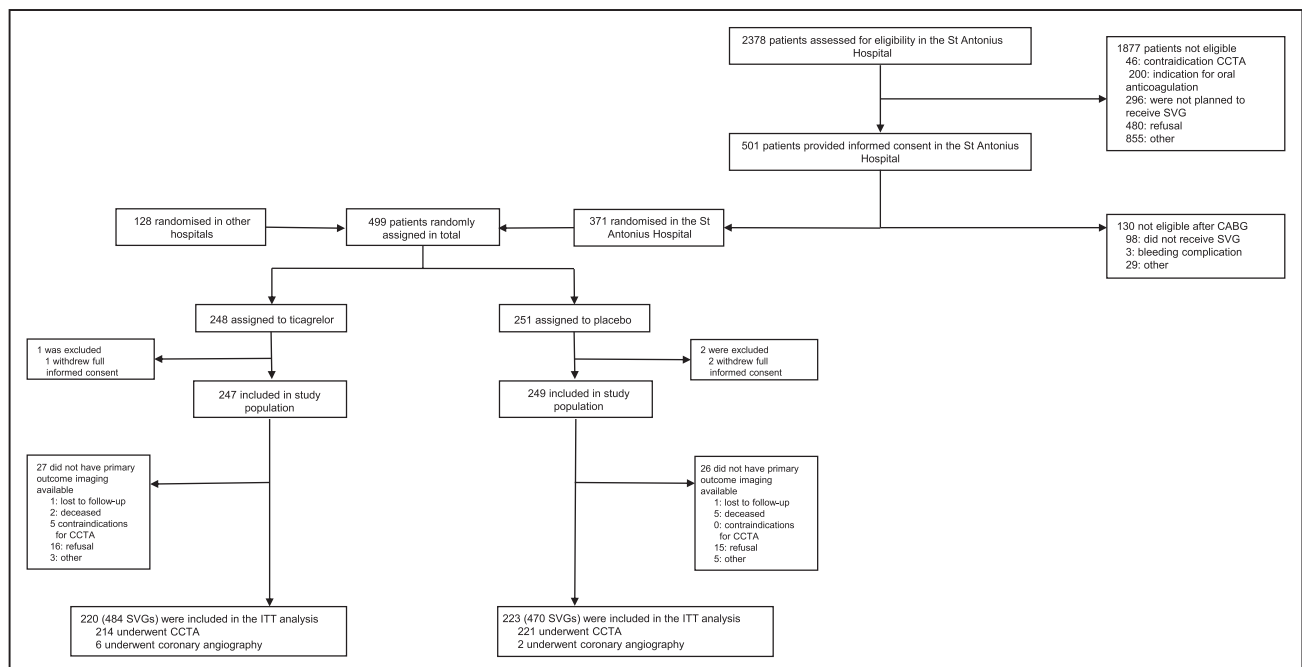 2378 patients assessed for eligibility in the St Antonius
Hospital
1877 patients not eligible
46: contraidication CCTA
200: indication for oral
anticoagulation
296: were not planned to
receive SVG
480: refusal
855: other
501 patients provided informed consent in the St Antonius
Hospital
128 randomised in other
hospitals
499 patients randomly
assigned in total
371 randomised in the St
Antonius Hospital
130 not eligible after CABG
98: did not receive SVG
3: bleeding complication
29: other
248 assigned to ticagrelor
251 assigned to placebo
1 was excluded
1 withdrew full
informed consent
2 were excluded
2 withdrew full
informed consent
247 included in study
population
249 included in study
population
27 did not have primary
outcome imaging
available
1: lost to follow-up
2: deceased
5 contraindications
for CCTA
16: refusal
3: other
26 did not have primary
outcome imaging
available
1: lost to follow-up
5: deceased
0: contraindications
for CCTA
15: refusal
5: other
220 (484 SVGs) were included in the ITT analysis
214 underwent CCTA
6 underwent coronary angiography
223 (470 SVGs) were included in the ITT analysis
221 underwent CCTA
2 underwent coronary angiography